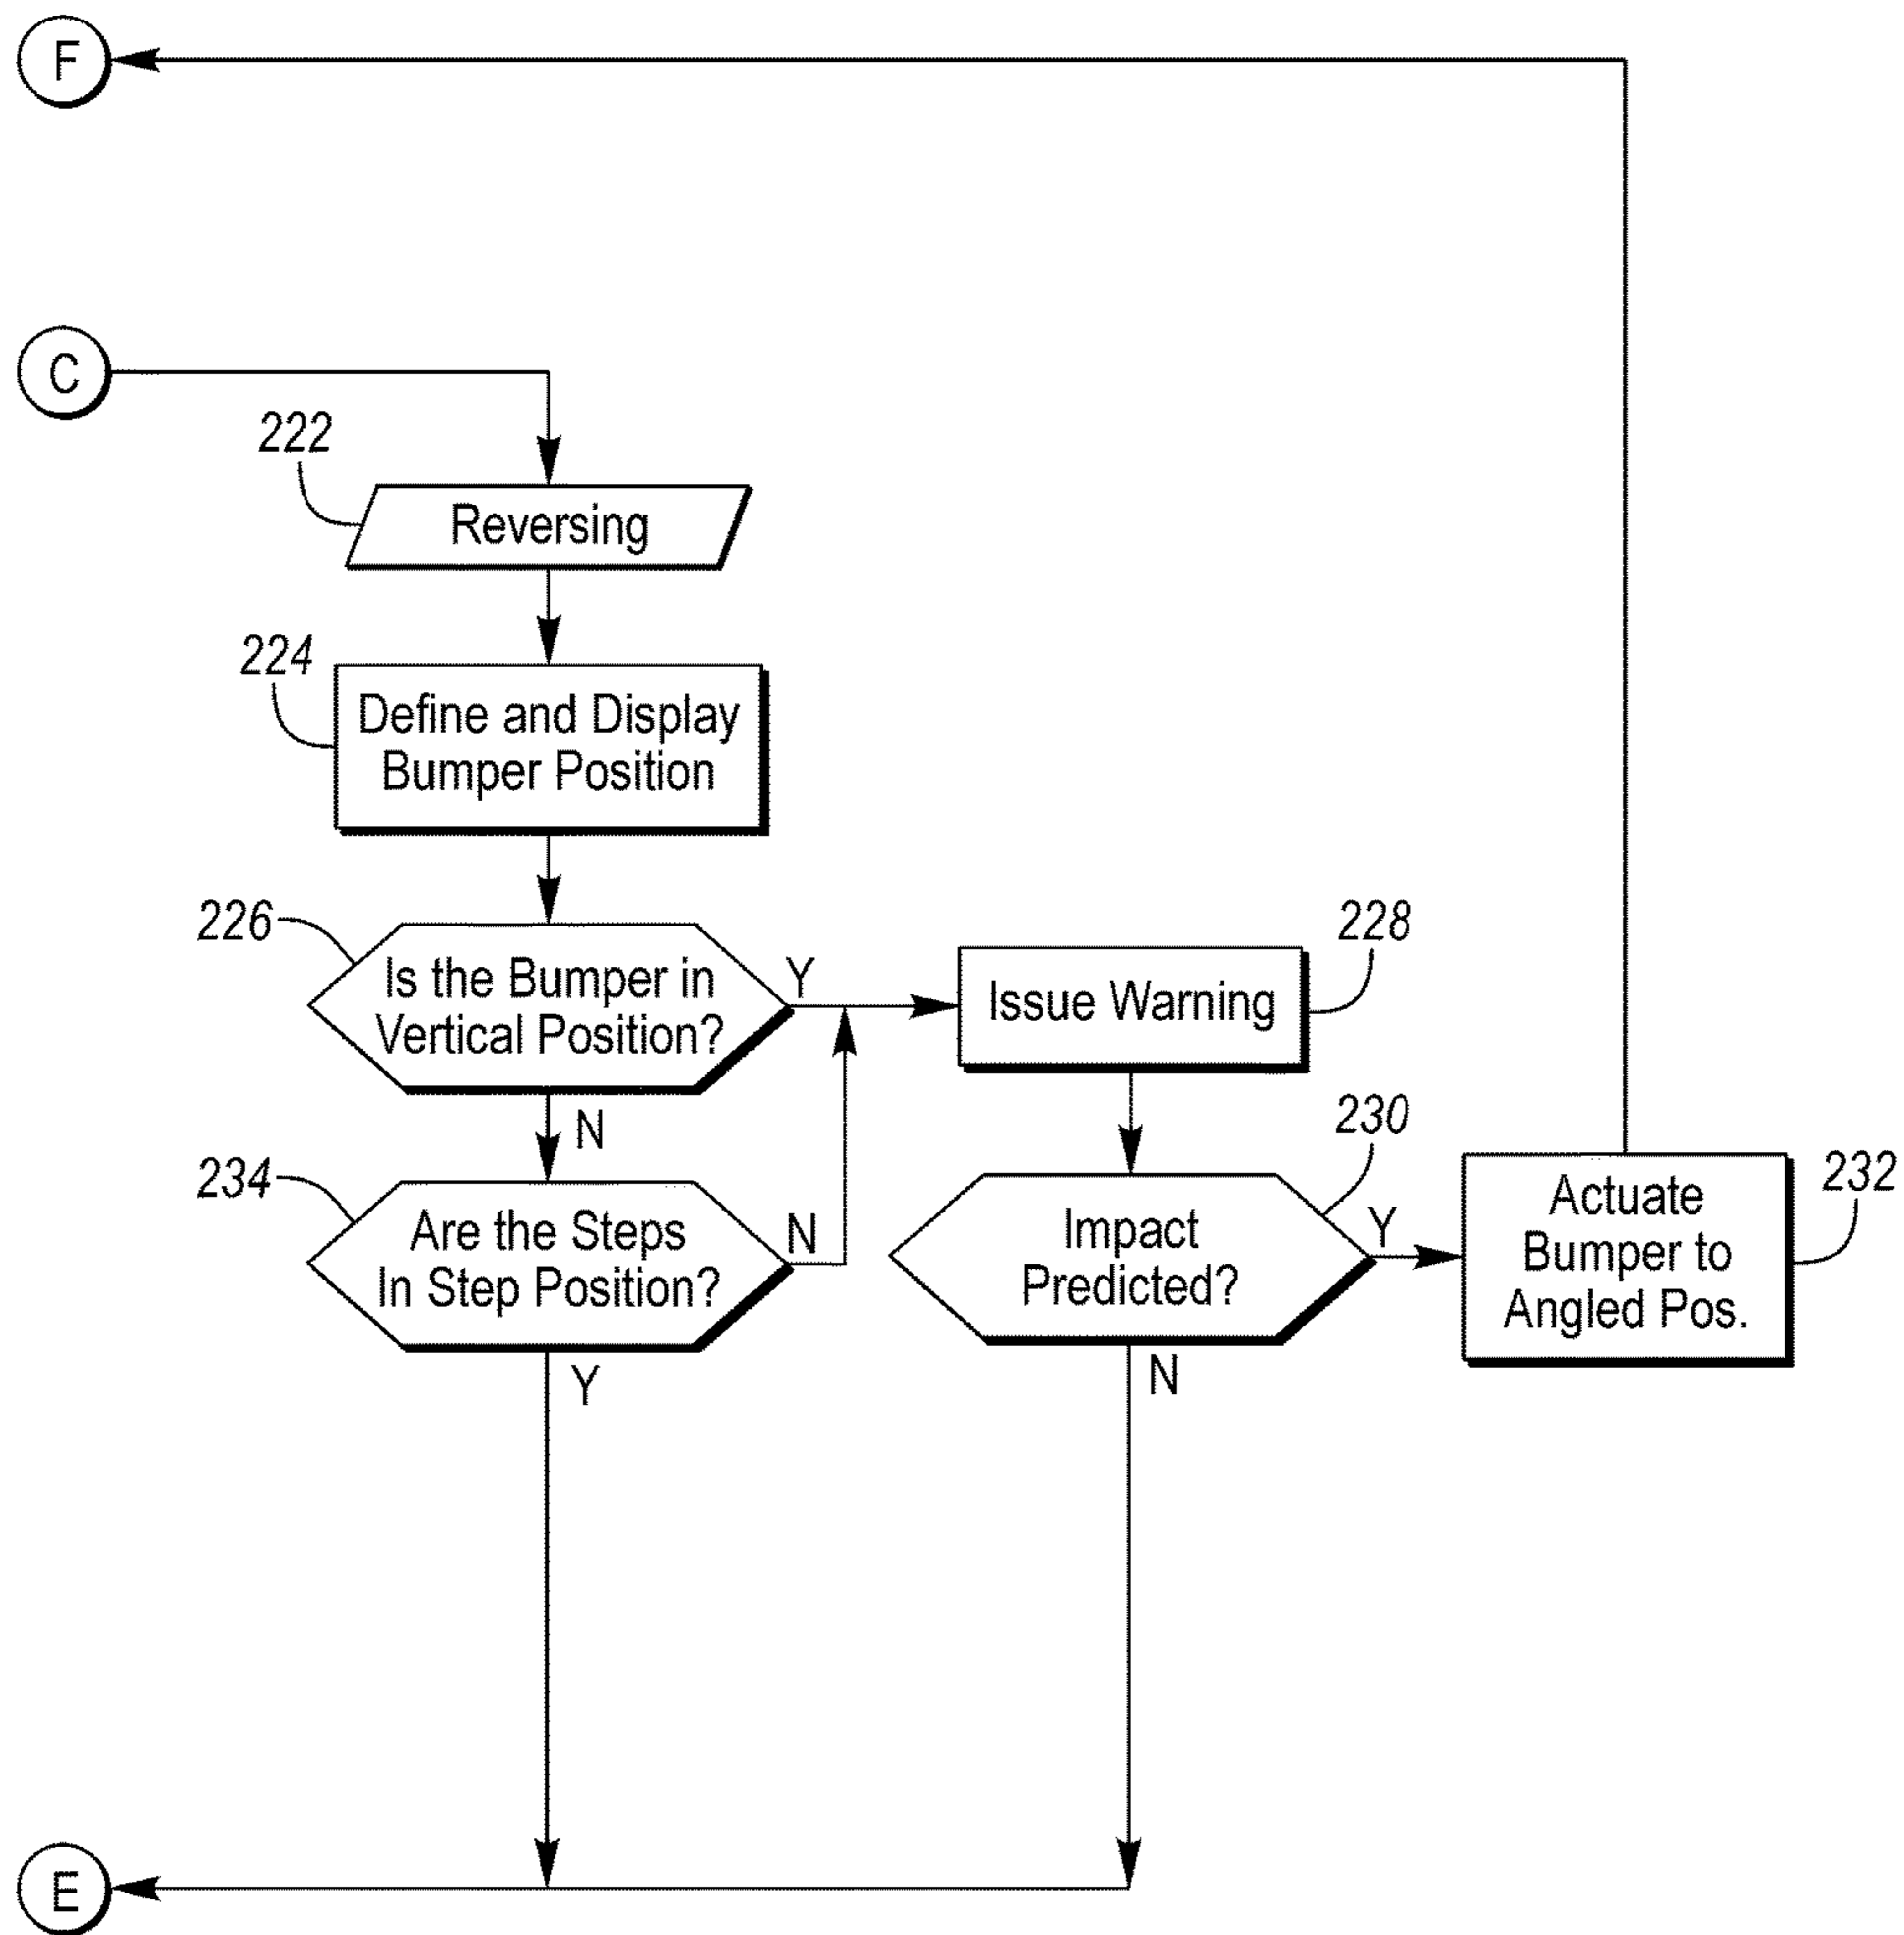 F
C
222
Reversing
224
Define and Display
Bumper Position
226
Is the Bumper in
Vertical Position?
Y
N
228
Issue Warning
234
Are the Steps
In Step Position?
N
Y
230
Impact
Predicted?
Y
N
232
Actuate
Bumper to
Angled Pos.
E